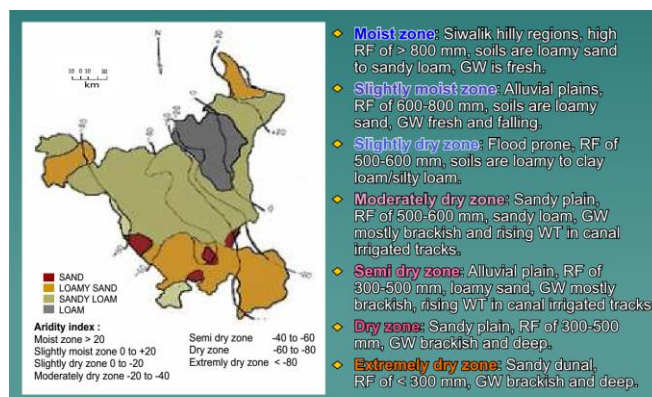 +20
10 0 10 30
km
+20
0
SAND
LOAMY SAND
SANDY LOAM
LOAM
Aridity index :
Moist zone > 20
Slightly moist zone 0 to +20
Slightly dry zone 0 to -20
Moderately dry zone -20 to -40
Semi dry zone -40 to -60
Dry zone -60 to -80
Extremly dry zone < -80
Moist zone: Siwalik hilly regions, high
RF of > 800 mm, soils are loamy sand
to sandy loam, GW is fresh.
Slightly moist zone: Alluvial plains,
RF of 600-800 mm, soils are loamy
sand, GW fresh and falling.
Slightly dry zone: Flood prone, RF of
500-600 mm, soils are loamy to clay
loam/silty loam.
Moderately dry zone: Sandy plain,
RF of 500-600 mm, sandy loam, GW
mostly brackish and rising WT in canal
irrigated tracks.
Semi dry zone: Alluvial plain, RF of
300-500 mm, loamy sand, GW mostly
brackish, rising WT in canal irrigated tracks
Dry zone: Sandy plain, RF of 300-500
mm, GW brackish and deep.
Extremely dry zone: Sandy dunal,
RF of < 300 mm, GW brackish and deep.